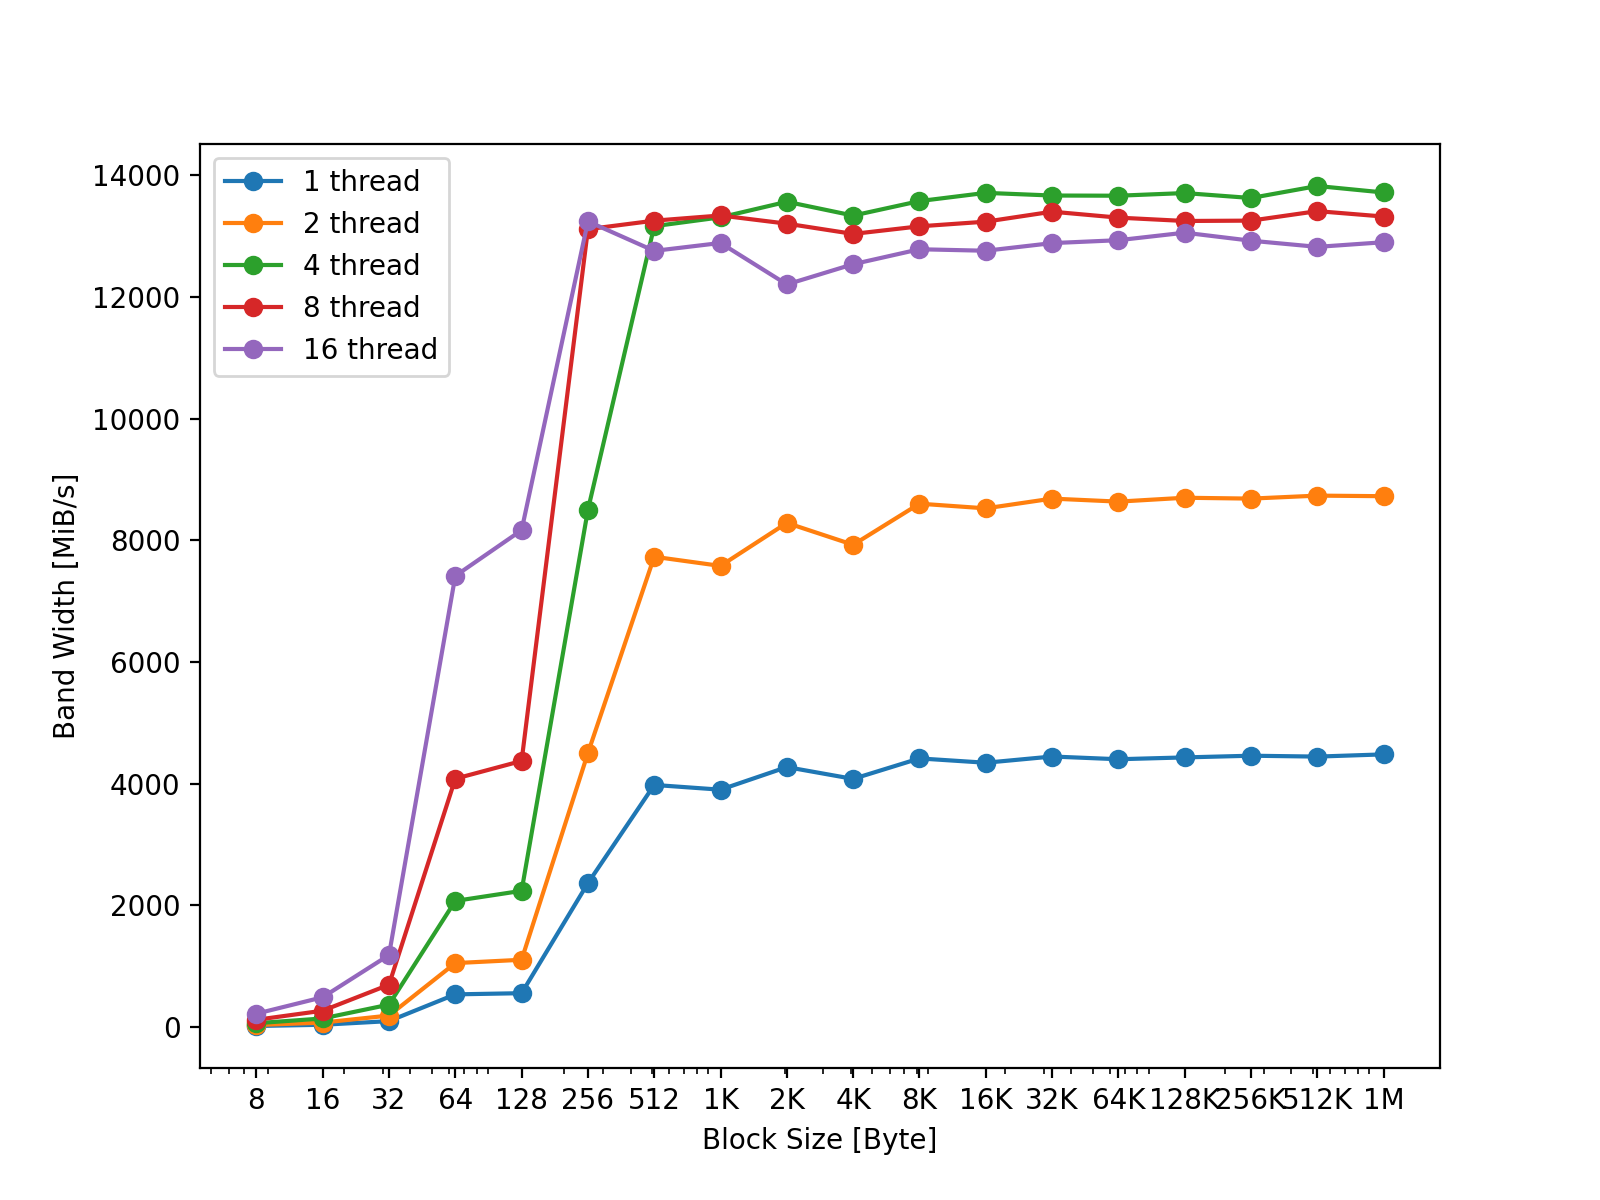 1 thread
2 thread
4 thread
8 thread
16 thread
14000
12000
10000
8000
6000
4000
2000
0
Band Width [MiB/s]
8 16 32 64 128 256 512 1K 2K 4K 8K 16K 32K 64K 128K 256K 512K 1M
Block Size [Byte]